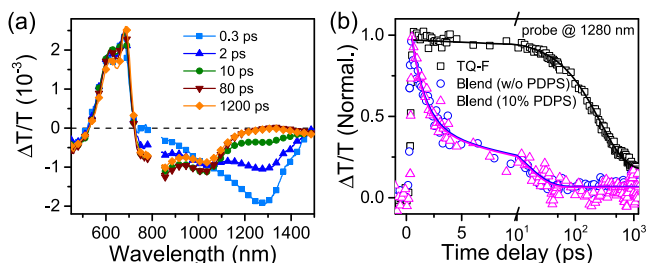 (a)
ΔT/T (10⁻³)
2
1
0
-1
-2
0.3 ps
2 ps
10 ps
80 ps
1200 ps
600 800 1000 1200 1400
Wavelength (nm)
(b)
ΔT/T (Normal.)
1.0
0.5
0.0
probe @ 1280 nm
TQ-F
Blend (w/o PDPS)
Blend (10% PDPS)
0 5 10¹ 10² 10³
Time delay (ps)